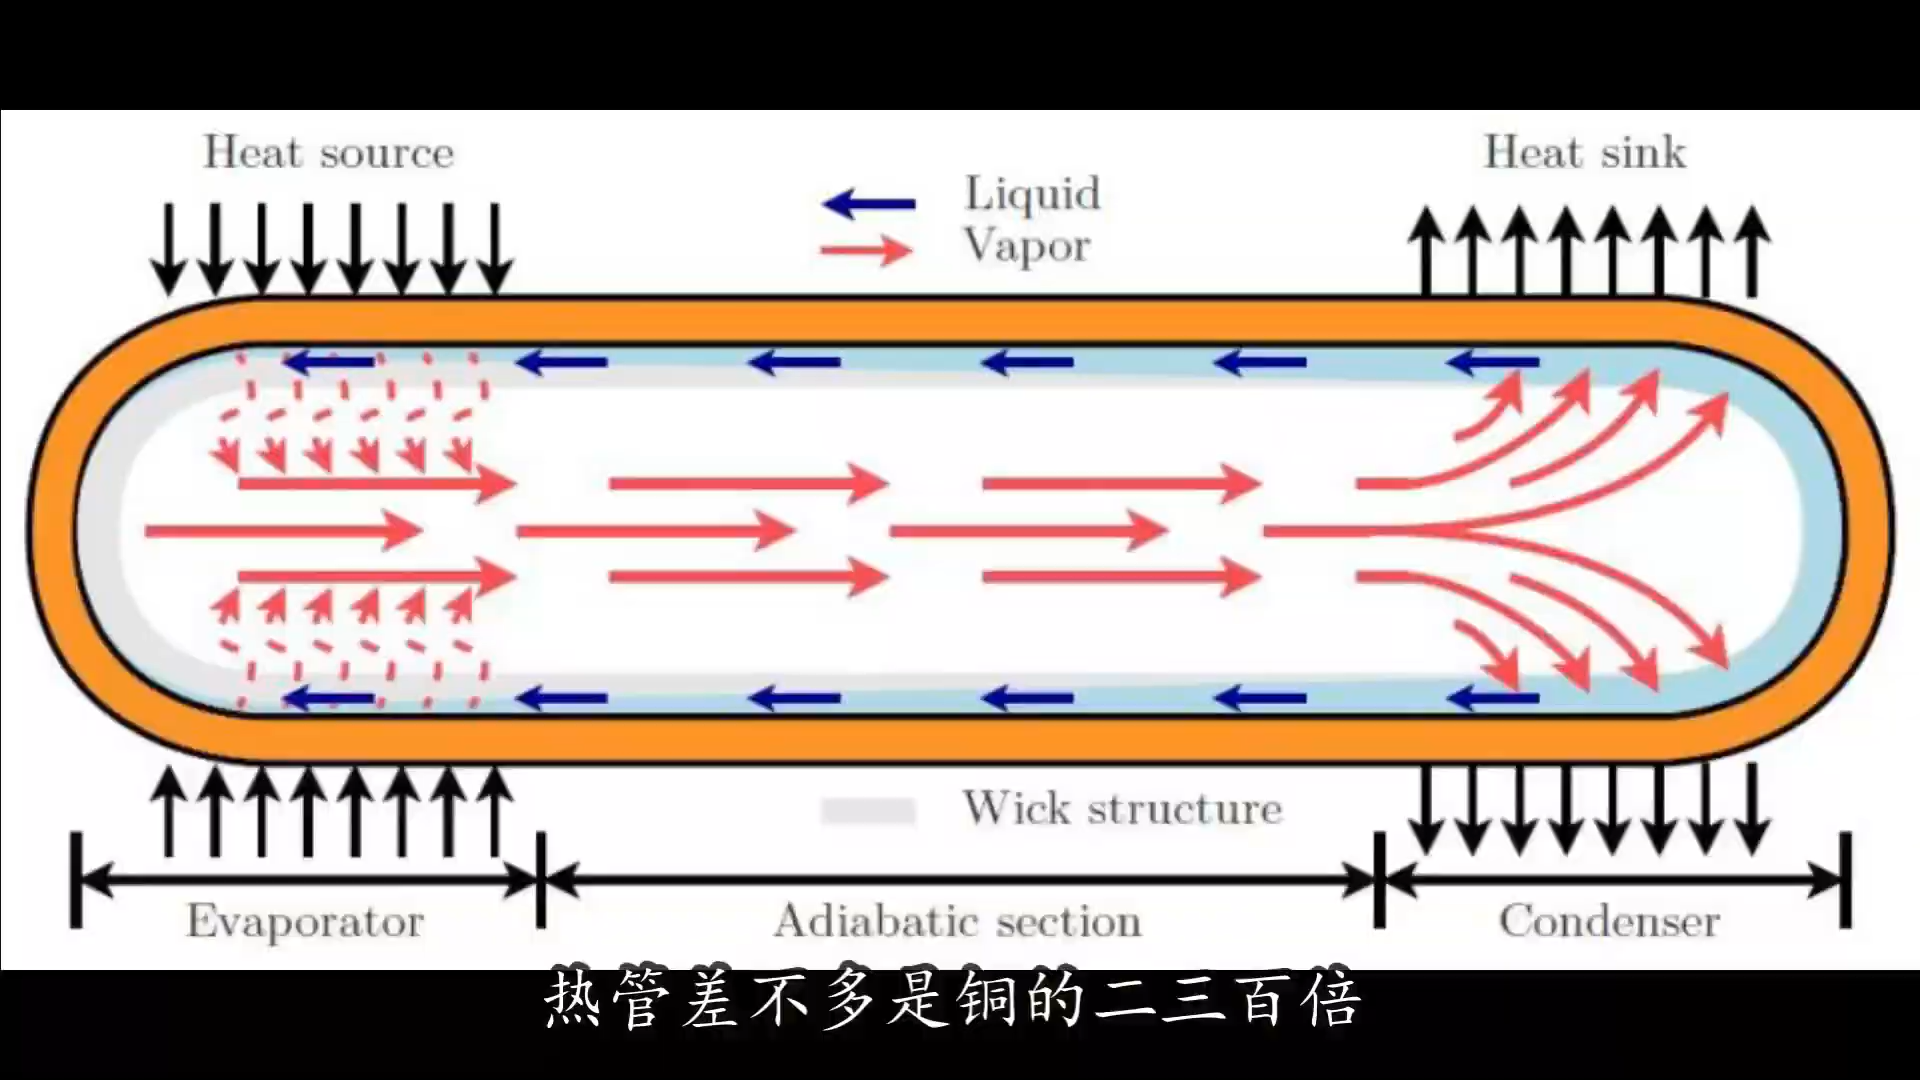 Heat source
Heat sink
Liquid
Vapor
Wick structure
Evaporator
Adiabatic section
Condenser
热管差不多是铜的二三百倍